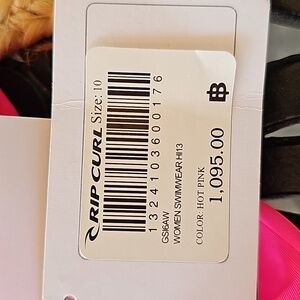 RIP CURL Size: 10
1 3 2 4 1 0 3 6 0 0 1 7 6
GSI6AW
WOMEN SWIMWEAR HI13
COLOR: HOT PINK
1,095.00 ฿